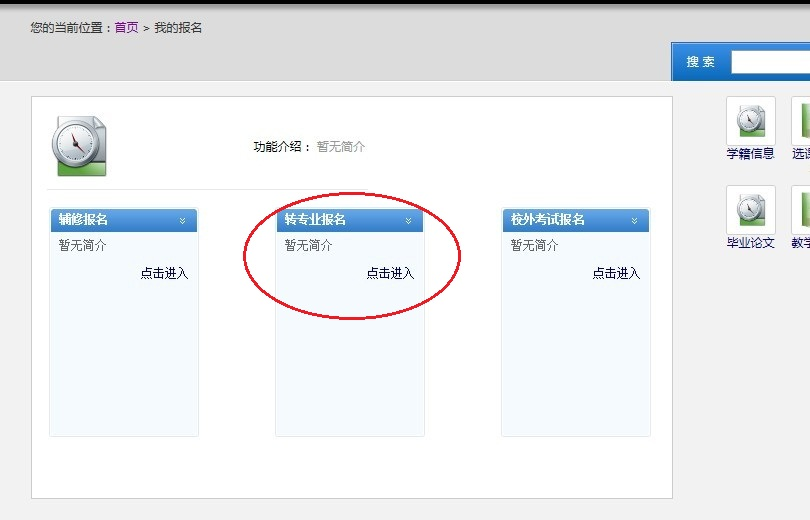 您的当前位置：首页 > 我的报名
搜 索
功能介绍： 暂无简介
学籍信息
辅修报名
暂无简介
点击进入
转专业报名
暂无简介
点击进入
校外考试报名
暂无简介
点击进入
毕业论文